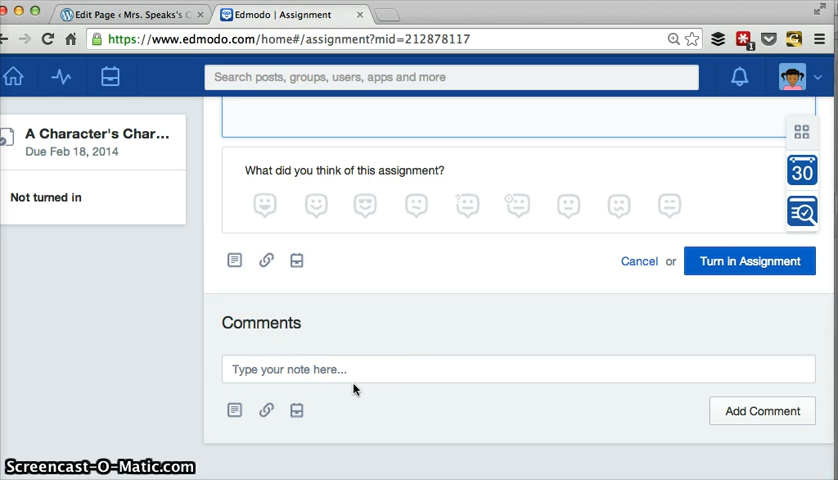 Edit Page ‹ Mrs. Speaks's C
Edmodo | Assignment
https://www.edmodo.com/home#/assignment?mid=212878117
1
Search posts, groups, users, apps and more
A Character's Char...
Due Feb 18, 2014
Not turned in
What did you think of this assignment?
30
Cancel or Turn in Assignment
Comments
Type your note here...
Add Comment
Screencast-O-Matic.com